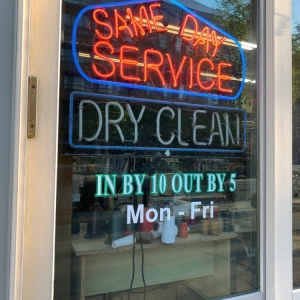 SAME DAY
SERVICE
DRY CLEAN
IN BY 10 OUT BY 5
Mon - Fri